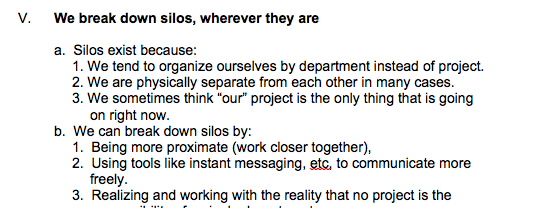 V. We break down silos, wherever they are
a. Silos exist because:
1. We tend to organize ourselves by department instead of project.
2. We are physically separate from each other in many cases.
3. We sometimes think “our” project is the only thing that is going
on right now.
b. We can break down silos by:
1. Being more proximate (work closer together),
2. Using tools like instant messaging, etc, to communicate more
freely.
3. Realizing and working with the reality that no project is the